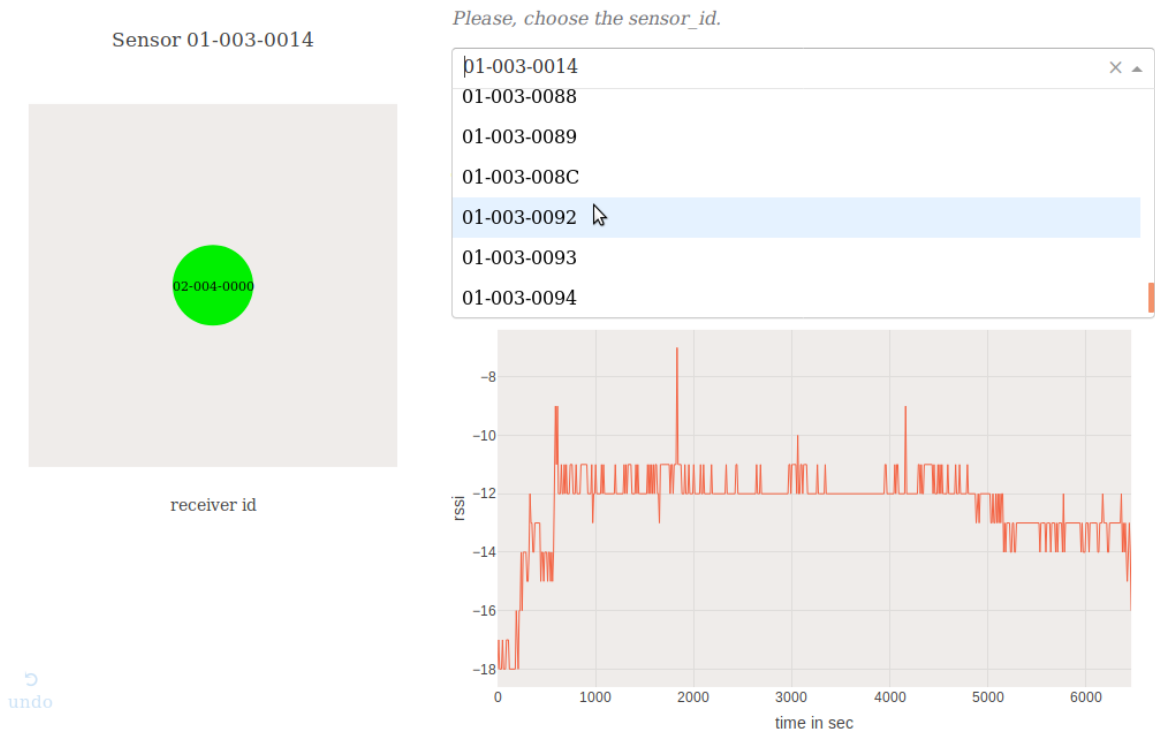 Sensor 01-003-0014
02-004-0000
receiver id
undo
Please, choose the sensor_id.
01-003-0014
01-003-0088
01-003-0089
01-003-008C
01-003-0092
01-003-0093
01-003-0094
rssi
−8
−10
−12
−14
−16
−18
0 1000 2000 3000 4000 5000 6000
time in sec